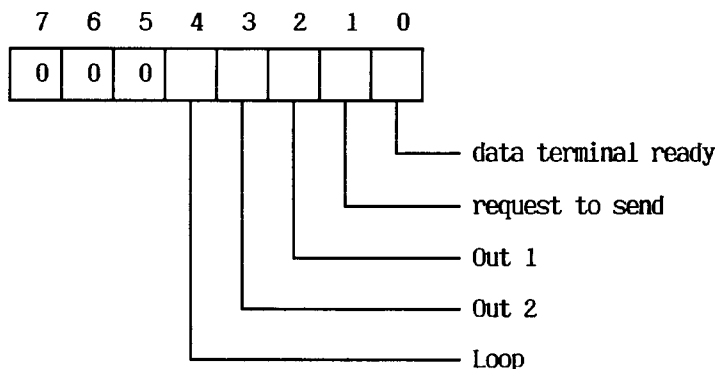 7 6 5 4 3 2 1 0
0 0 0
data terminal ready
request to send
Out 1
Out 2
Loop